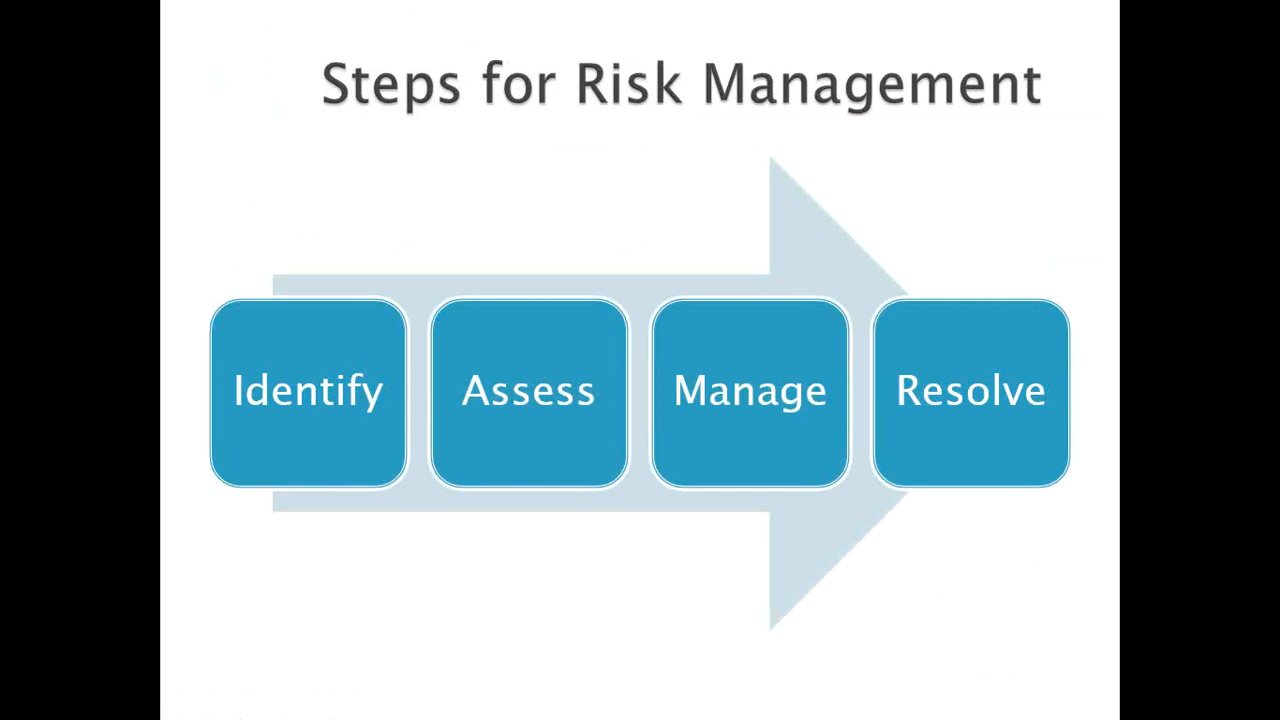 Steps for Risk Management
Identify
Assess
Manage
Resolve